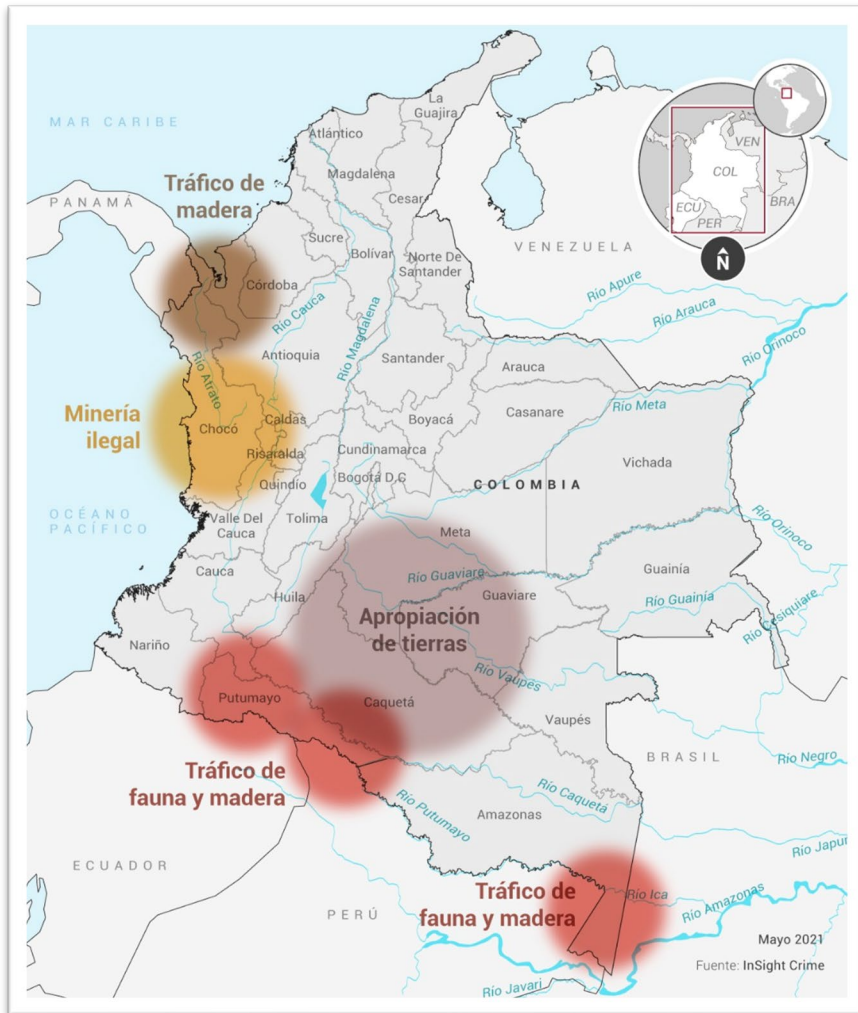 MAR CARIBE
PANAMÁ
Tráfico de
madera
La
Guajira
Atlántico
Magdalena
Cesar
Sucre
Bolívar
Norte De
Santander
Córdoba
VENEZUELA
VEN
COL
ECU
PER
BRA
N
Río Apure
Río Arauca
Río Orinoco
Río Cauca
Río Magdalena
Río Atrato
Antioquia
Santander
Arauca
Minería
ilegal
Chocó
Caldas
Risaralda
Quindío
Boyacá
Casanare
Río Meta
Cundinamarca
Bogotá D.C
COLOMBIA
Vichada
OCÉANO
PACÍFICO
Valle Del
Cauca
Tolima
Meta
Río Orinoco
Cauca
Huila
Río Guaviare
Guaviare
Guainía
Río Guainía
Río Cesiquiare
Apropiación
de tierras
Nariño
Putumayo
Caquetá
Río Vaupés
Vaupés
BRASIL
Río Negro
Tráfico de
fauna y madera
Río Putumayo
Río Caquetá
Amazonas
Río Japur
ECUADOR
PERÚ
Tráfico de
fauna y madera
Río Ica
Río Amazonas
Río Javari
Mayo 2021
Fuente: InSight Crime